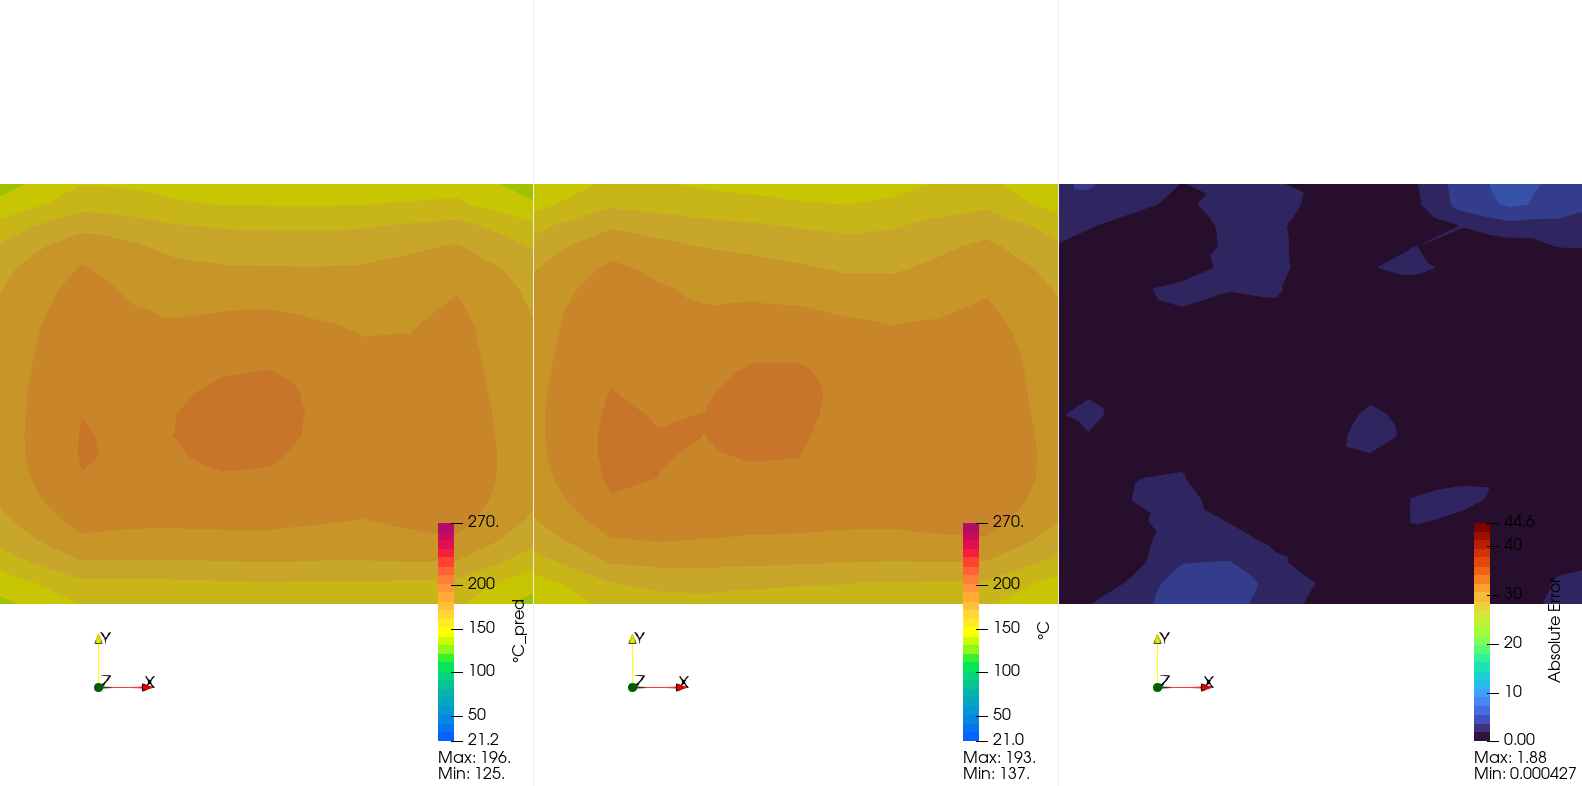 270.
200
150
100
50
21.2
°C_pred
Max: 196.
Min: 125.
Y
Z
X
270.
200
150
100
50
21.0
°C
Max: 193.
Min: 137.
Y
Z
X
44.6
40
30
20
10
0.00
Absolute Error
Max: 1.88
Min: 0.000427
Y
Z
X